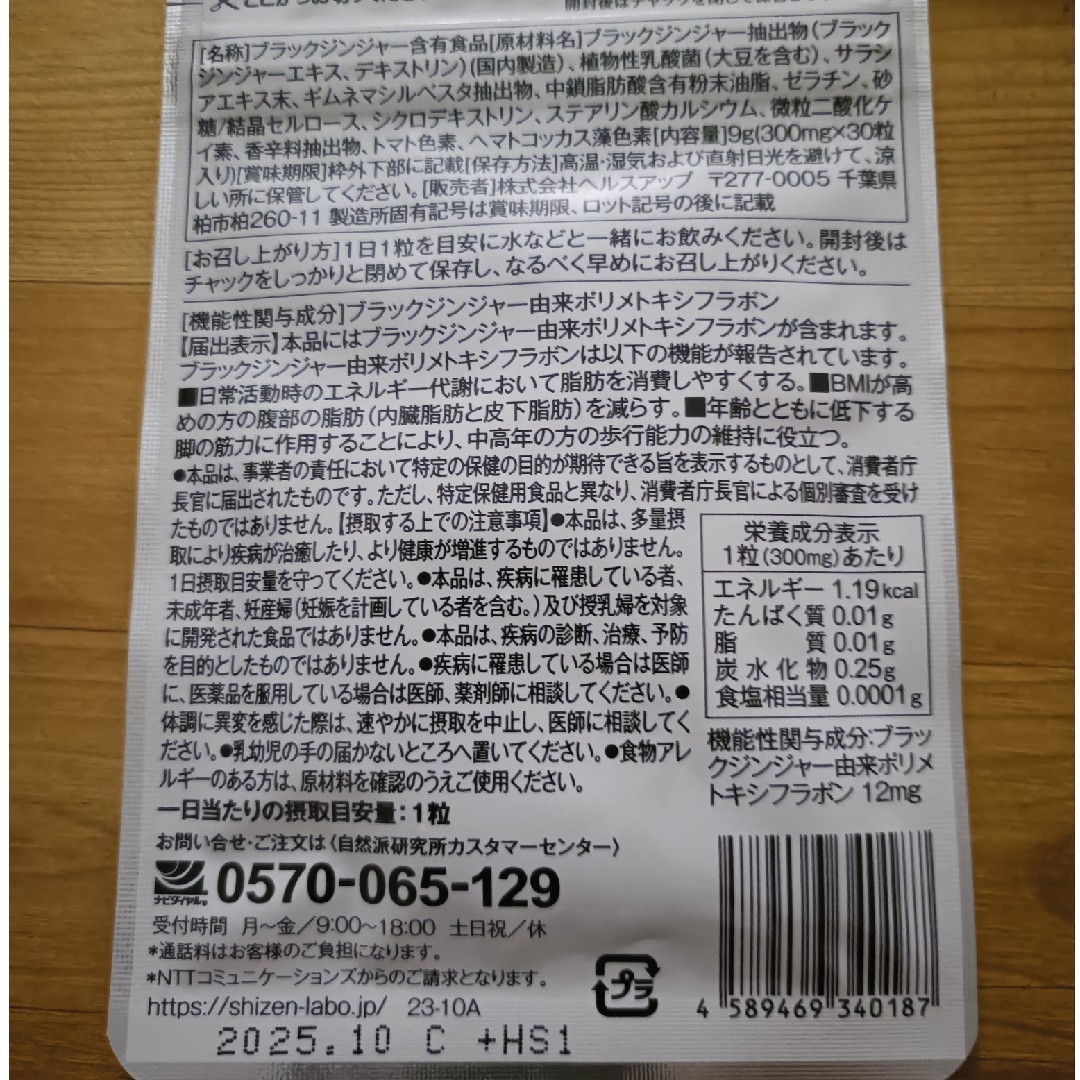 [名称]ブラックジンジャー含有食品[原材料名]ブラックジンジャー抽出物(ブラック
ジンジャーエキス、デキストリン)(国内製造)、植物性乳酸菌(大豆を含む)、サラシ
アエキス末、ギムネマシルベスタ抽出物、中鎖脂肪酸含有粉末油脂、ゼラチン、砂
糖/結晶セルロース、シクロデキストリン、ステアリン酸カルシウム、微粒二酸化ケ
イ素、香辛料抽出物、トマト色素、ヘマトコッカス藻色素[内容量]9g(300mg×30粒
入り)[賞味期限]枠外下部に記載[保存方法]高温・湿気および直射日光を避けて、涼
しい所に保管してください。[販売者]株式会社ヘルスアップ 〒277-0005 千葉県
柏市柏260-11 製造所固有記号は賞味期限、ロット記号の後に記載
[お召し上がり方]1日1粒を目安に水などと一緒にお飲みください。開封後は
チャックをしっかりと閉めて保存し、なるべく早めにお召し上がりください。
[機能性関与成分]ブラックジンジャー由来ポリメトキシフラボン
【届出表示】本品にはブラックジンジャー由来ポリメトキシフラボンが含まれます。
ブラックジンジャー由来ポリメトキシフラボンは以下の機能が報告されています。
■日常活動時のエネルギー代謝において脂肪を消費しやすくする。■BMIが高
めの方の腹部の脂肪(内臓脂肪と皮下脂肪)を減らす。■年齢とともに低下する
脚の筋力に作用することにより、中高年の方の歩行能力の維持に役立つ。
●本品は、事業者の責任において特定の保健の目的が期待できる旨を表示するものとして、消費者庁
長官に届出されたものです。ただし、特定保健用食品と異なり、消費者庁長官による個別審査を受け
たものではありません。【摂取する上での注意事項】●本品は、多量摂
取により疾病が治癒したり、より健康が増進するものではありません。
1日摂取目安量を守ってください。●本品は、疾病に罹患している者、
未成年者、妊産婦(妊娠を計画している者を含む。)及び授乳婦を対象
に開発された食品ではありません。●本品は、疾病の診断、治療、予防
を目的としたものではありません。●疾病に罹患している場合は医師
に、医薬品を服用している場合は医師、薬剤師に相談してください。●
体調に異変を感じた際は、速やかに摂取を中止し、医師に相談してく
ださい。●乳幼児の手の届かないところへ置いてください。●食物アレ
ルギーのある方は、原材料を確認のうえご使用ください。
一日当たりの摂取目安量:1粒
栄養成分表示
1粒(300mg)あたり
エネルギー 1.19kcal
たんぱく質 0.01g
脂質 0.01g
炭水化物 0.25g
食塩相当量 0.0001g
機能性関与成分:ブラッ
クジンジャー由来ポリメ
トキシフラボン 12mg
お問い合せ・ご注文は〈自然派研究所カスタマーセンター〉
ナビダイヤル 0570-065-129
受付時間 月〜金/9:00〜18:00 土日祝/休
*通話料はお客様のご負担になります。
*NTTコミュニケーションズからのご請求となります。
https://shizen-labo.jp/ 23-10A
プラ
4 589469 340187
2025.10 C +HS1